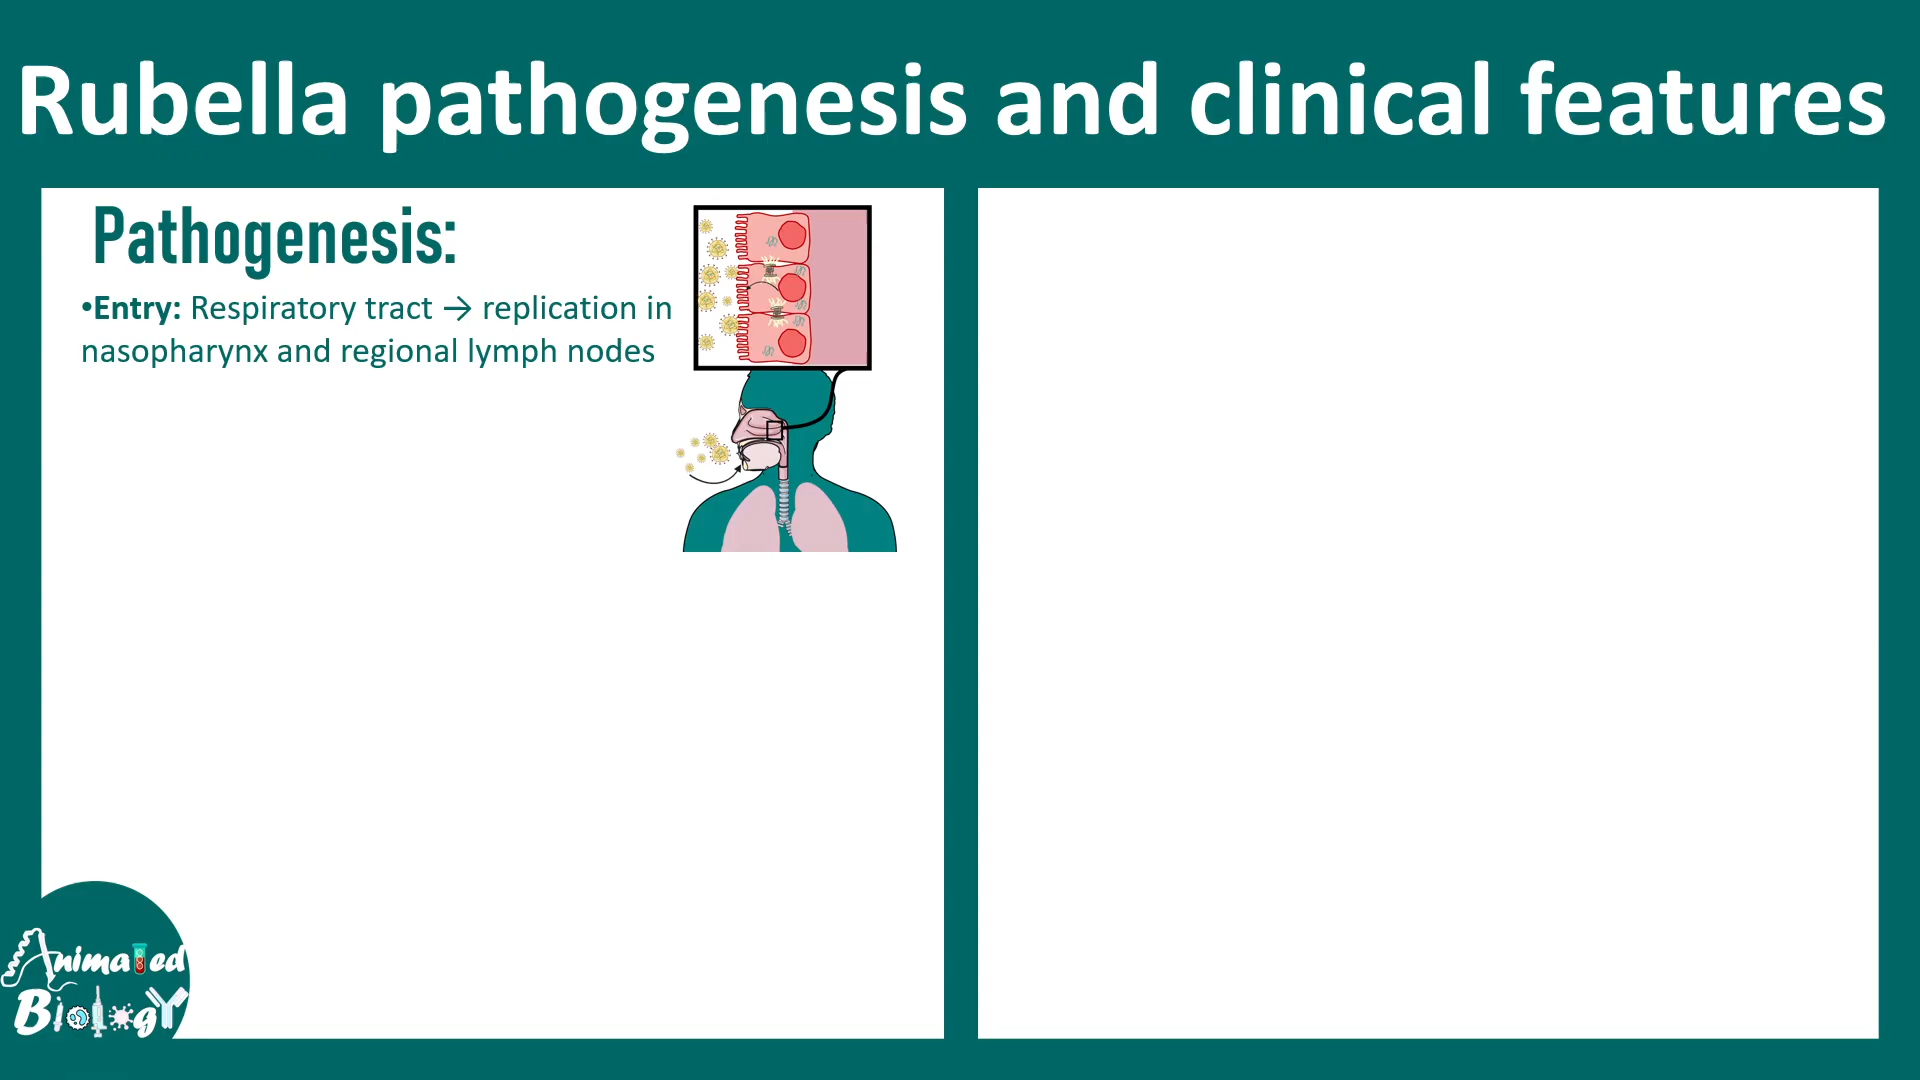 Rubella pathogenesis and clinical features
Pathogenesis:
•Entry: Respiratory tract → replication in
nasopharynx and regional lymph nodes
Animated
Biology